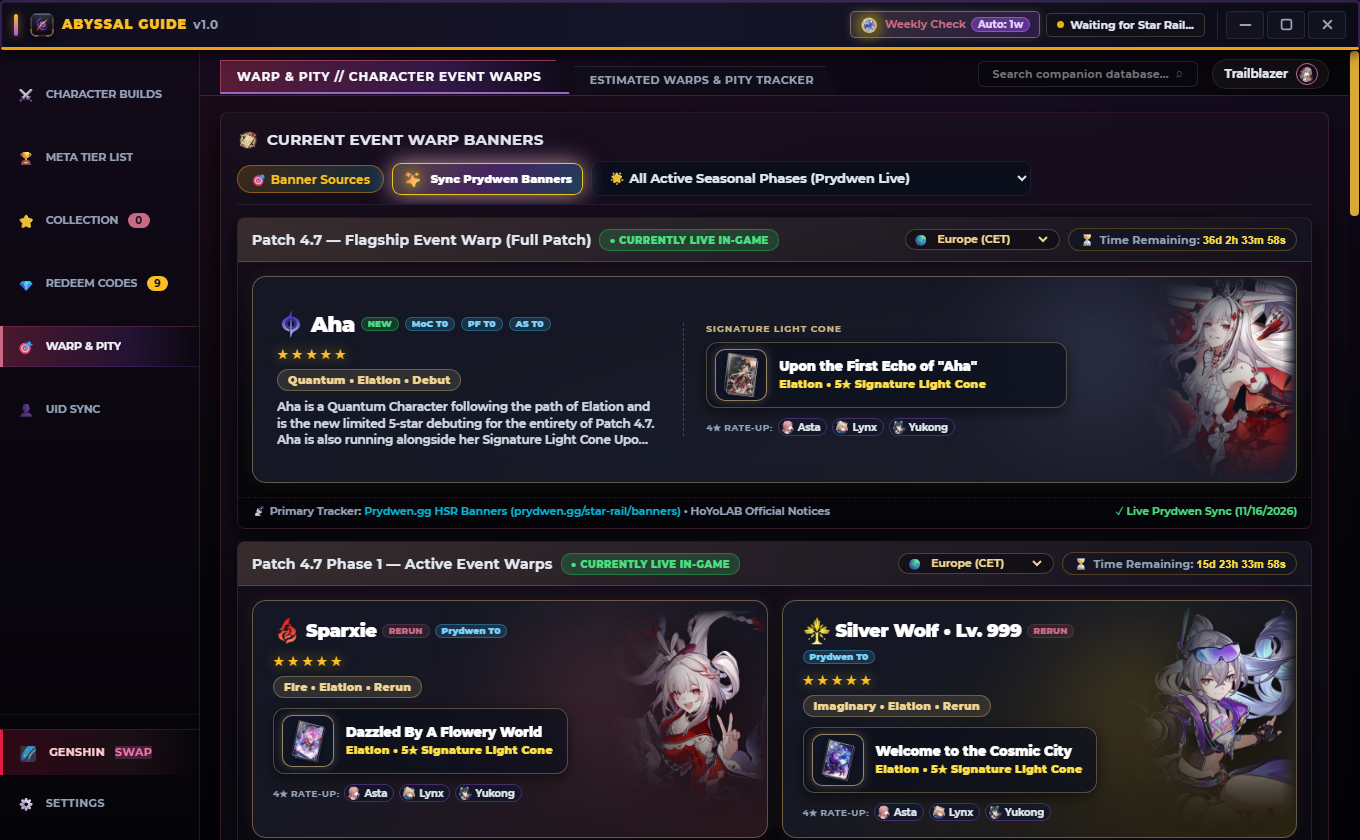 ABYSSAL GUIDE v1.0
Weekly Check Auto: 1w
Waiting for Star Rail...
CHARACTER BUILDS
META TIER LIST
COLLECTION 0
REDEEM CODES 9
WARP & PITY
UID SYNC
GENSHIN SWAP
SETTINGS
WARP & PITY // CHARACTER EVENT WARPS
ESTIMATED WARPS & PITY TRACKER
Search companion database...
Trailblazer
CURRENT EVENT WARP BANNERS
Banner Sources
Sync Prydwen Banners
All Active Seasonal Phases (Prydwen Live)
Patch 4.7 — Flagship Event Warp (Full Patch)
• CURRENTLY LIVE IN-GAME
Europe (CET)
Time Remaining: 36d 2h 33m 58s
Aha NEW MoC T0 PF T0 AS T0
★★★★★
Quantum • Elation • Debut
Aha is a Quantum Character following the path of Elation and
is the new limited 5-star debuting for the entirety of Patch 4.7.
Aha is also running alongside her Signature Light Cone Upo...
SIGNATURE LIGHT CONE
Upon the First Echo of "Aha"
Elation • 5★ Signature Light Cone
4★ RATE-UP: Asta Lynx Yukong
Primary Tracker: Prydwen.gg HSR Banners (prydwen.gg/star-rail/banners) • HoYoLAB Official Notices
✓ Live Prydwen Sync (11/16/2026)
Patch 4.7 Phase 1 — Active Event Warps
• CURRENTLY LIVE IN-GAME
Europe (CET)
Time Remaining: 15d 23h 33m 58s
Sparxie RERUN Prydwen T0
★★★★★
Fire • Elation • Rerun
Dazzled By A Flowery World
Elation • 5★ Signature Light Cone
4★ RATE-UP: Asta Lynx Yukong
Silver Wolf • Lv. 999 RERUN
Prydwen T0
★★★★★
Imaginary • Elation • Rerun
Welcome to the Cosmic City
Elation • 5★ Signature Light Cone
4★ RATE-UP: Asta Lynx Yukong